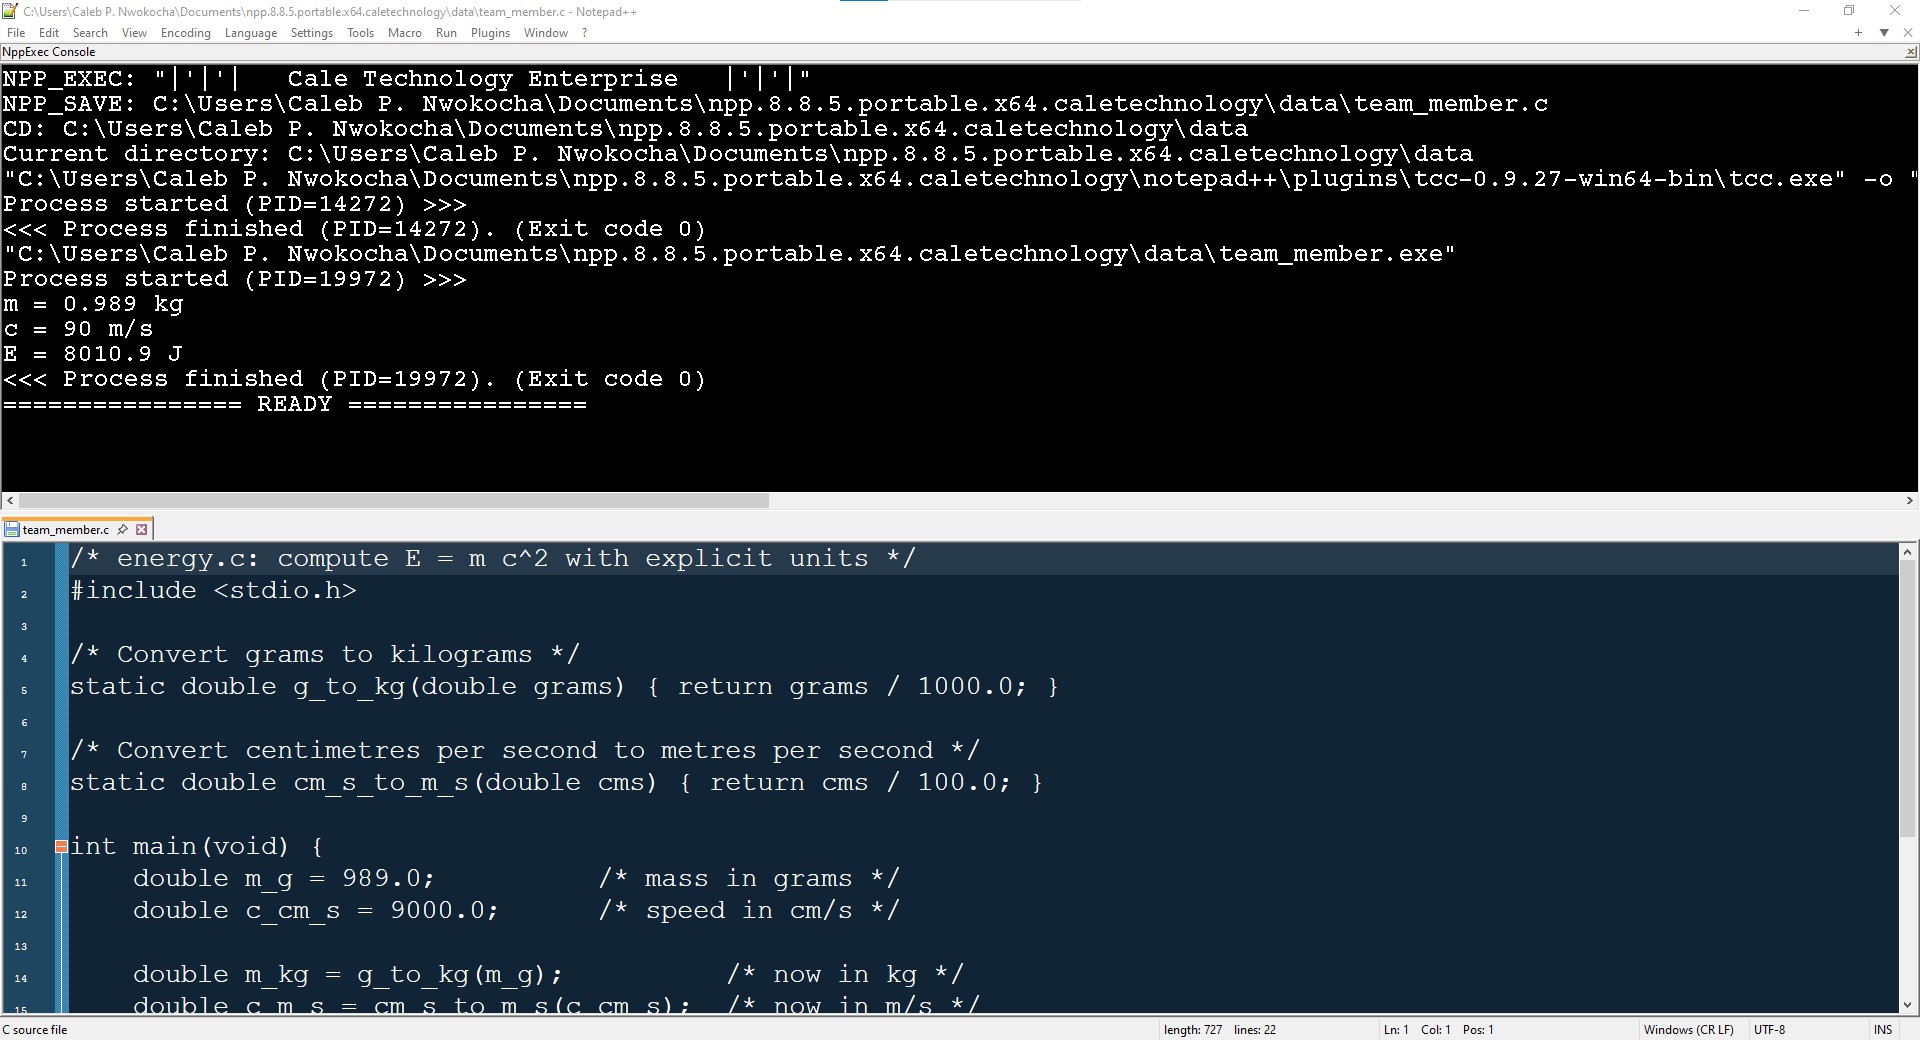 C:\Users\Caleb P. Nwokocha\Documents\npp.8.8.5.portable.x64.caletechnology\data\team_member.c - Notepad++
File Edit Search View Encoding Language Settings Tools Macro Run Plugins Window ?
NppExec Console
NPP_EXEC: "|'|'|   Cale Technology Enterprise   |'|'|"
NPP_SAVE: C:\Users\Caleb P. Nwokocha\Documents\npp.8.8.5.portable.x64.caletechnology\data\team_member.c
CD: C:\Users\Caleb P. Nwokocha\Documents\npp.8.8.5.portable.x64.caletechnology\data
Current directory: C:\Users\Caleb P. Nwokocha\Documents\npp.8.8.5.portable.x64.caletechnology\data
"C:\Users\Caleb P. Nwokocha\Documents\npp.8.8.5.portable.x64.caletechnology\notepad++\plugins\tcc-0.9.27-win64-bin\tcc.exe" -o "
Process started (PID=14272) >>>
<<< Process finished (PID=14272). (Exit code 0)
"C:\Users\Caleb P. Nwokocha\Documents\npp.8.8.5.portable.x64.caletechnology\data\team_member.exe"
Process started (PID=19972) >>>
m = 0.989 kg
c = 90 m/s
E = 8010.9 J
<<< Process finished (PID=19972). (Exit code 0)
================ READY ================
team_member.c
1 /* energy.c: compute E = m c^2 with explicit units */
2 #include <stdio.h>
3
4 /* Convert grams to kilograms */
5 static double g_to_kg(double grams) { return grams / 1000.0; }
6
7 /* Convert centimetres per second to metres per second */
8 static double cm_s_to_m_s(double cms) { return cms / 100.0; }
9
10 int main(void) {
11     double m_g = 989.0;          /* mass in grams */
12     double c_cm_s = 9000.0;      /* speed in cm/s */
13
14     double m_kg = g_to_kg(m_g);          /* now in kg */
15     double c_m_s = cm_s_to_m_s(c_cm_s);  /* now in m/s */
C source file length: 727 lines: 22 Ln: 1 Col: 1 Pos: 1 Windows (CR LF) UTF-8 INS